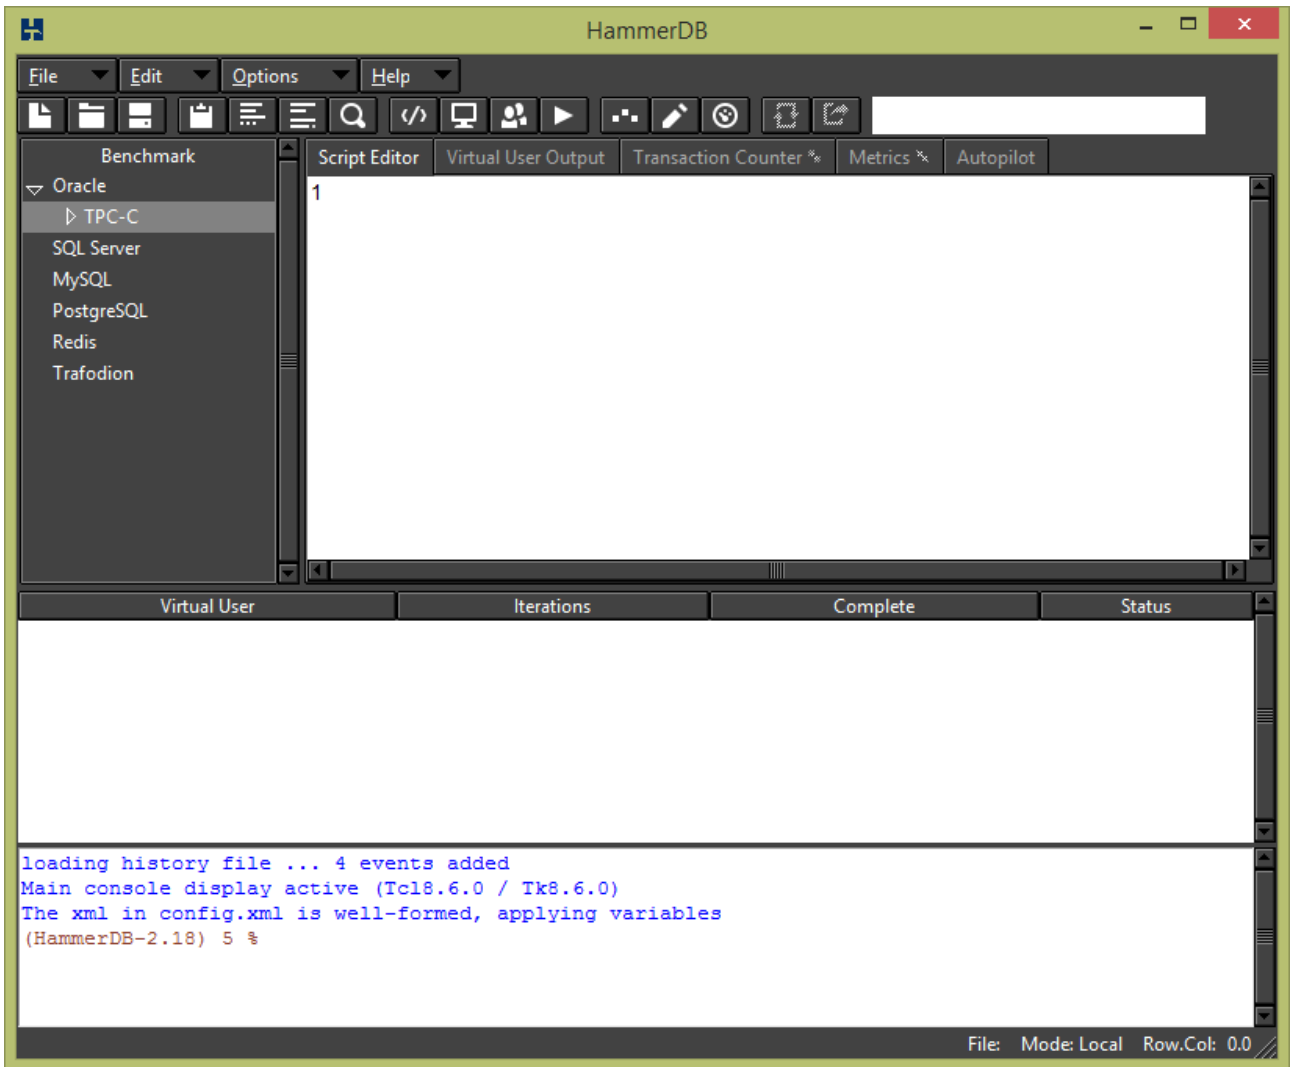 HammerDB
File Edit Options Help
Benchmark
Oracle
TPC-C
SQL Server
MySQL
PostgreSQL
Redis
Trafodion
Script Editor Virtual User Output Transaction Counter Metrics Autopilot
1
Virtual User Iterations Complete Status
loading history file ... 4 events added
Main console display active (Tcl8.6.0 / Tk8.6.0)
The xml in config.xml is well-formed, applying variables
(HammerDB-2.18) 5 %
File: Mode: Local Row.Col: 0.0